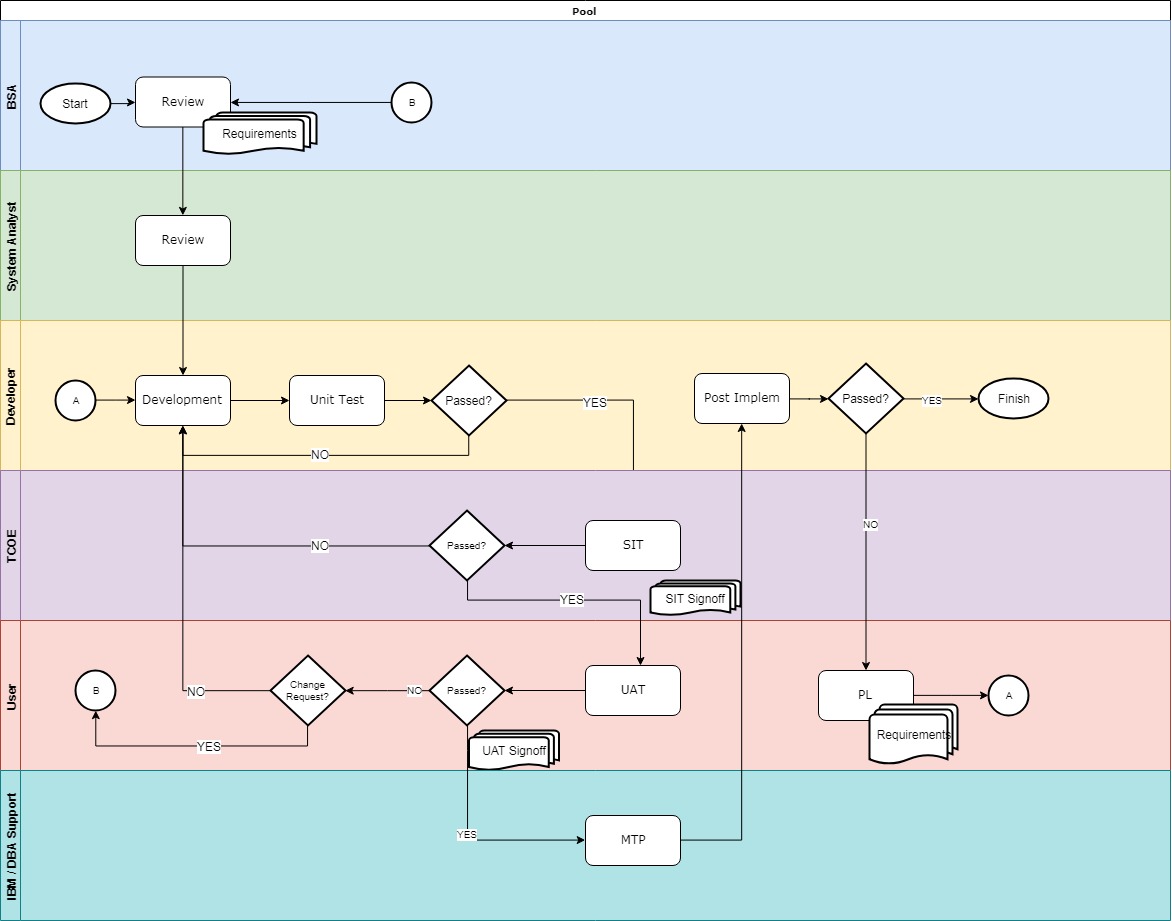 Pool
BSA
Start
Review
Requirements
B
System Analyst
Review
Developer
A
Development
Unit Test
Passed?
YES
NO
Post Implem
Passed?
YES
Finish
NO
TCOE
NO
Passed?
SIT
YES
SIT Signoff
User
B
YES
NO
Change
Request?
NO
Passed?
UAT
UAT Signoff
PL
Requirements
A
IBM / DBA Support
YES
MTP